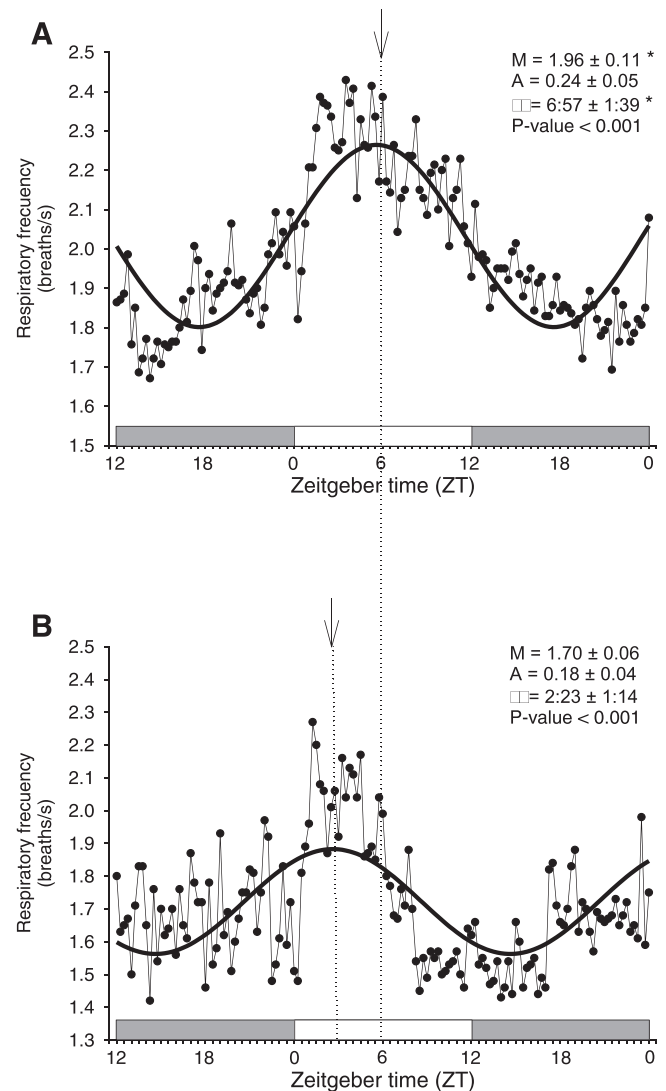 A
2.5
2.4
2.3
2.2
2.1
2.0
1.9
1.8
1.7
1.6
1.5
Respiratory frecuency
(breaths/s)
M = 1.96 ± 0.11 *
A = 0.24 ± 0.05
□□= 6:57 ± 1:39 *
P-value < 0.001
12 18 0 6 12 18 0
Zeitgeber time (ZT)
B
2.5
2.4
2.3
2.2
2.1
2.0
1.9
1.8
1.7
1.6
1.5
1.4
1.3
Respiratory frecuency
(breaths/s)
M = 1.70 ± 0.06
A = 0.18 ± 0.04
□□= 2:23 ± 1:14
P-value < 0.001
12 18 0 6 12 18 0
Zeitgeber time (ZT)